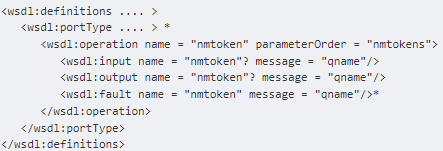 <wsdl:definitions .... >
<wsdl:portType .... > *
<wsdl:operation name = "nmtoken" parameterOrder = "nmtokens">
<wsdl:input name = "nmtoken"? message = "qname"/>
<wsdl:output name = "nmtoken"? message = "qname"/>
<wsdl:fault name = "nmtoken" message = "qname"/>*
</wsdl:operation>
</wsdl:portType>
</wsdl:definitions>